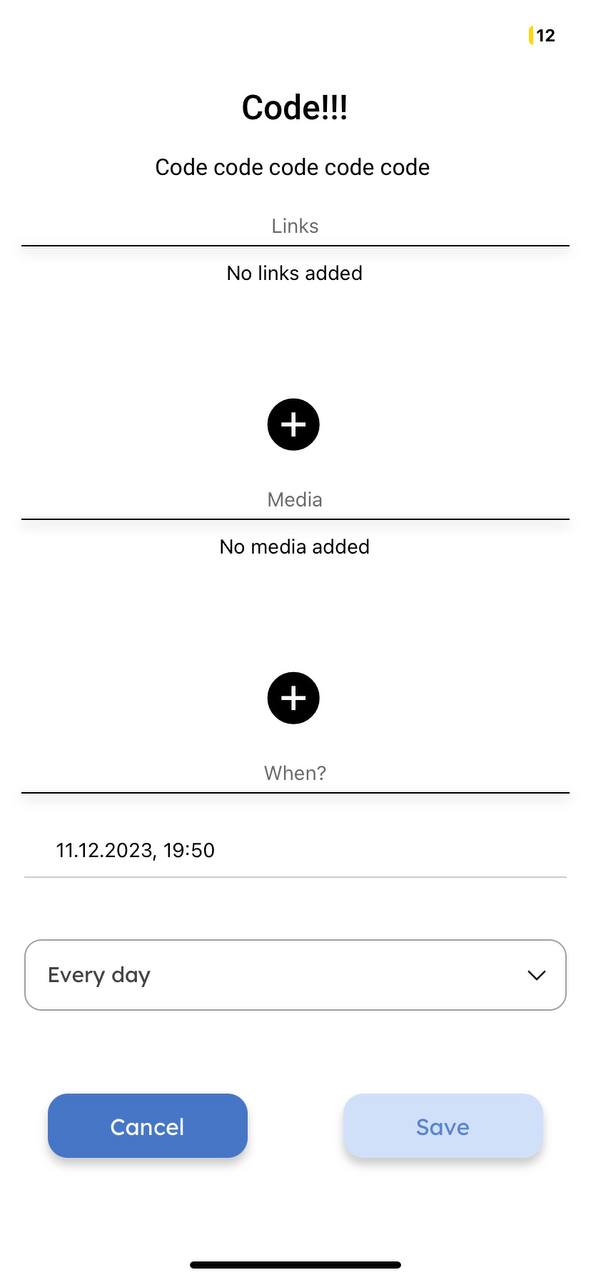 12
Code!!!
Code code code code code
Links
No links added
Media
No media added
When?
11.12.2023, 19:50
Every day
Cancel
Save